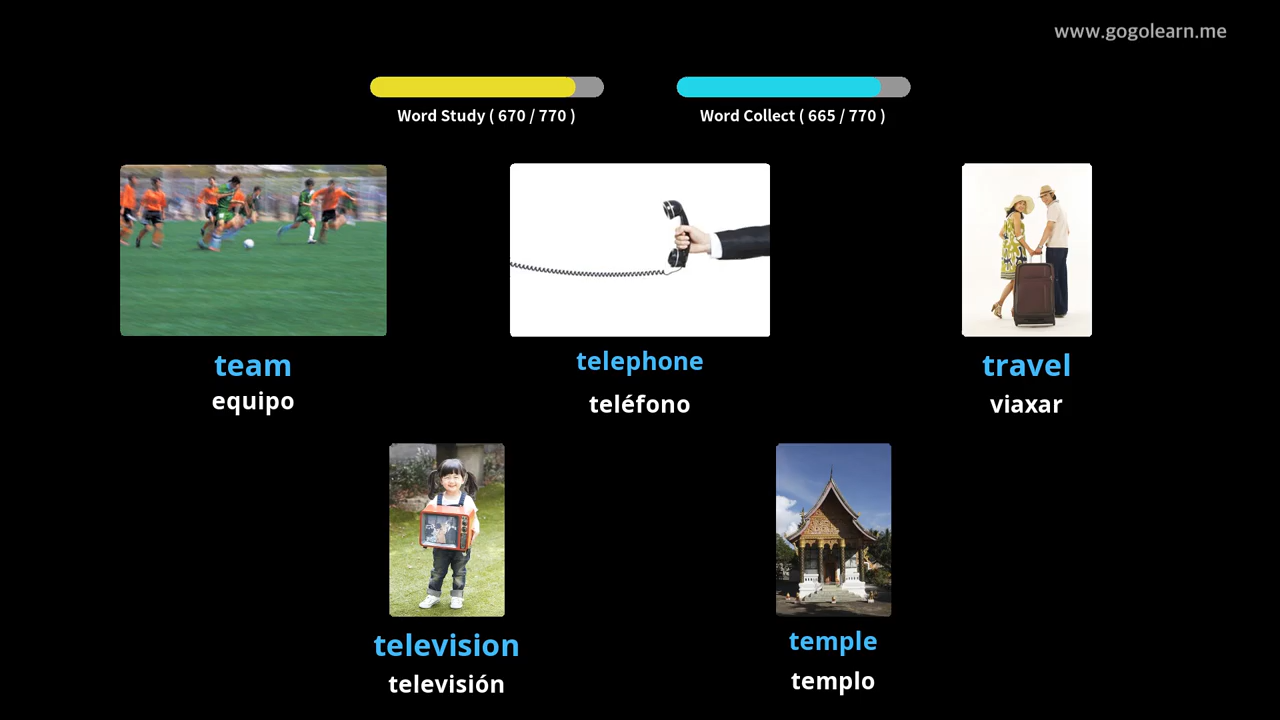 www.gogolearn.me
Word Study ( 670 / 770 )
Word Collect ( 665 / 770 )
team
equipo
telephone
teléfono
travel
viaxar
television
televisión
temple
templo